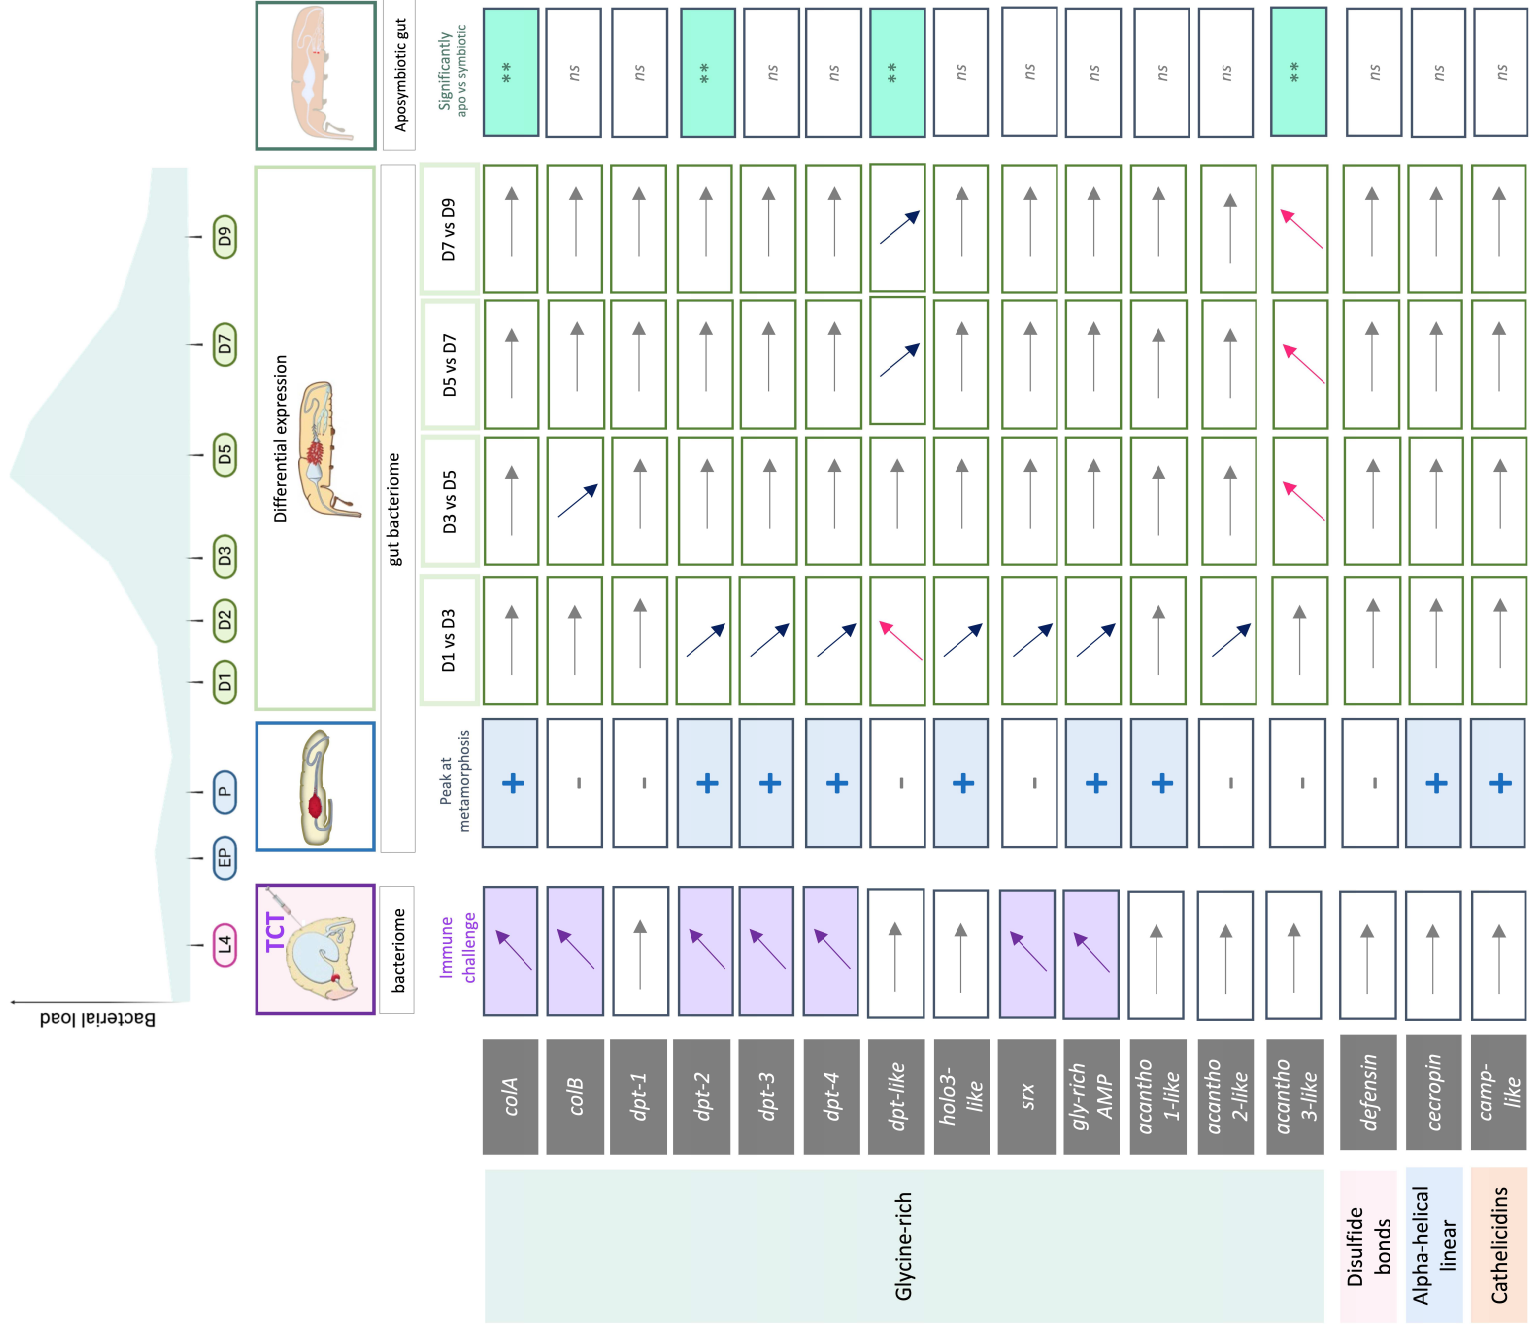 Bacterial load
L4
EP
P
D1
D2
D3
D5
D7
D9
TCT
Differential expression
bacteriome
gut bacteriome
Aposymbiotic gut
Immune
challenge
Peak at
metamorphosis
D1 vs D3
D3 vs D5
D5 vs D7
D7 vs D9
Significantly
apo vs symbiotic
Glycine-rich
colA
+
**
colB
-
ns
dpt-1
-
ns
dpt-2
+
**
dpt-3
+
ns
dpt-4
+
ns
dpt-like
-
**
holo3-
like
+
ns
srx
-
ns
gly-rich
AMP
+
ns
acantho
1-like
+
ns
acantho
2-like
-
ns
acantho
3-like
-
**
Disulfide
bonds
defensin
-
ns
Alpha-helical
linear
cecropin
+
ns
Cathelicidins
camp-
like
+
ns